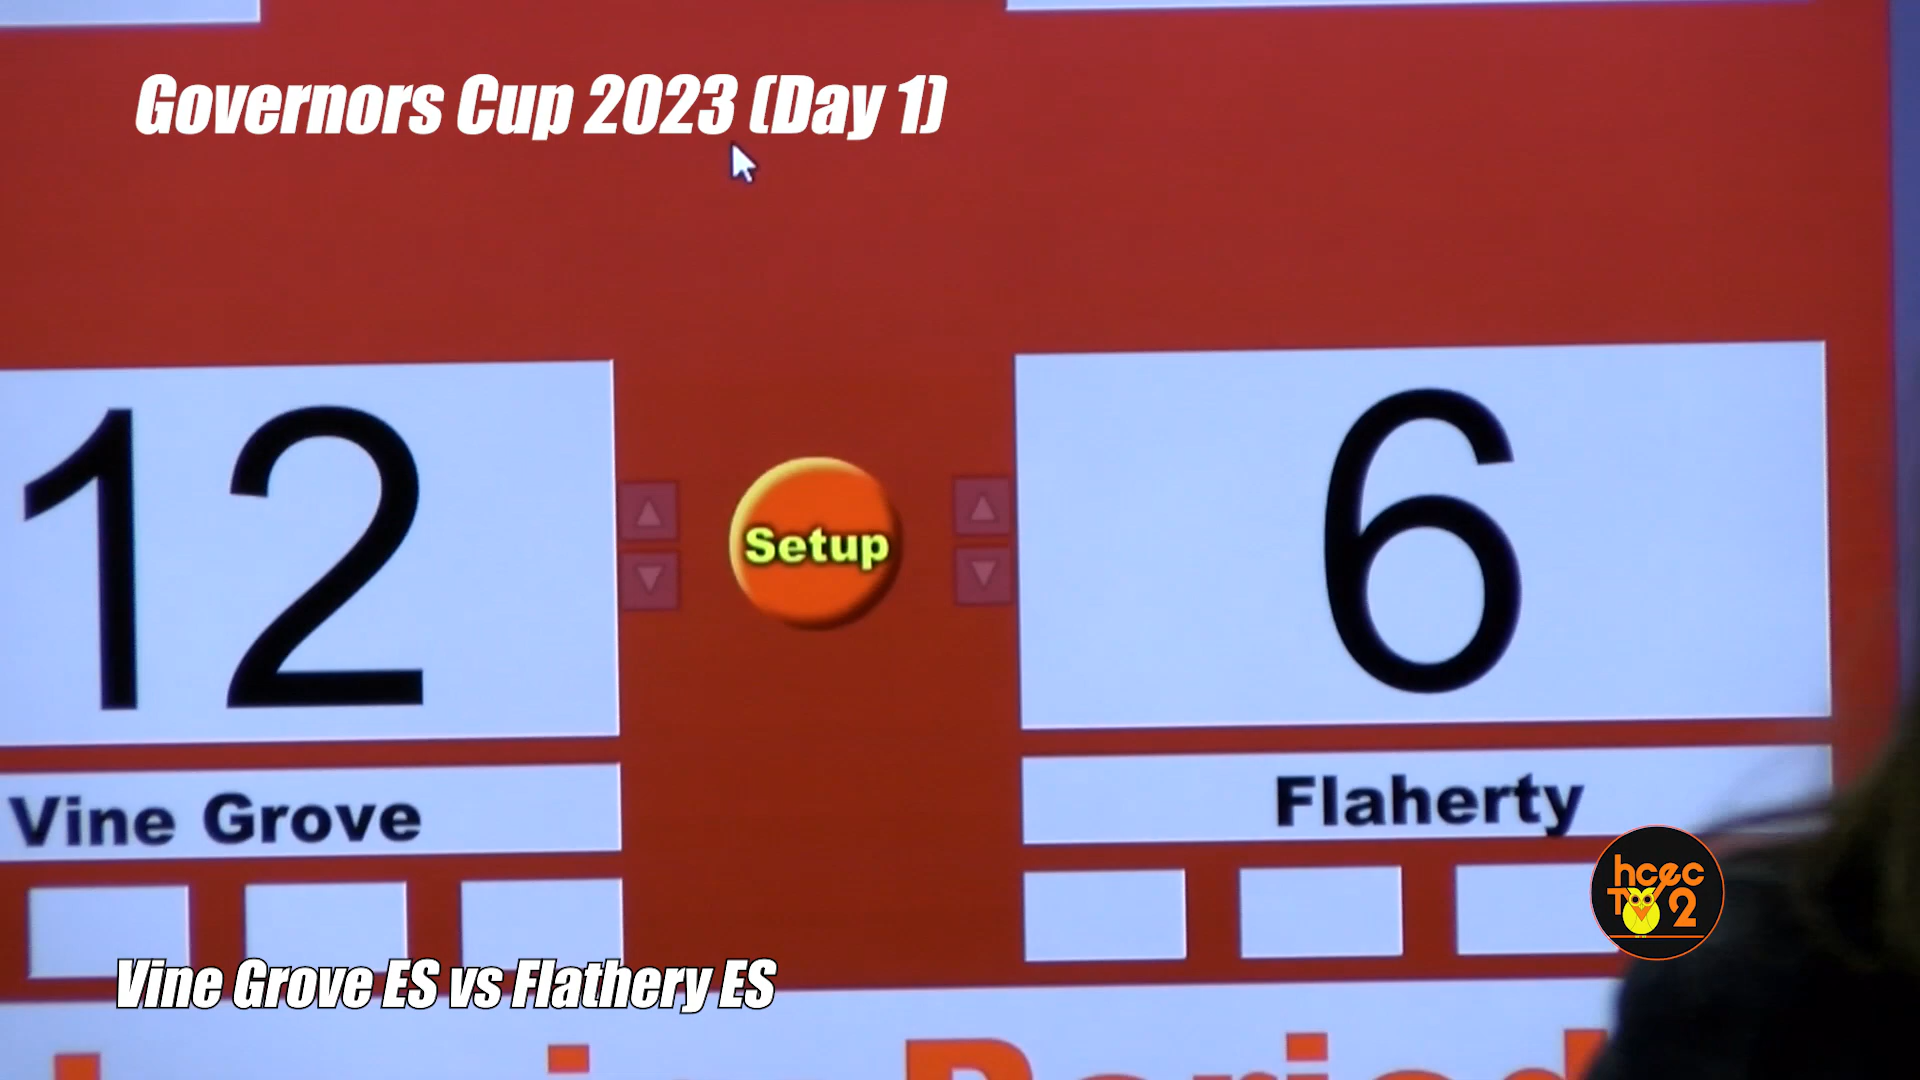 Governors Cup 2023 (Day 1)
12
6
Setup
Vine Grove
Flaherty
hcec
TV 2
Vine Grove ES vs Flathery ES
Period